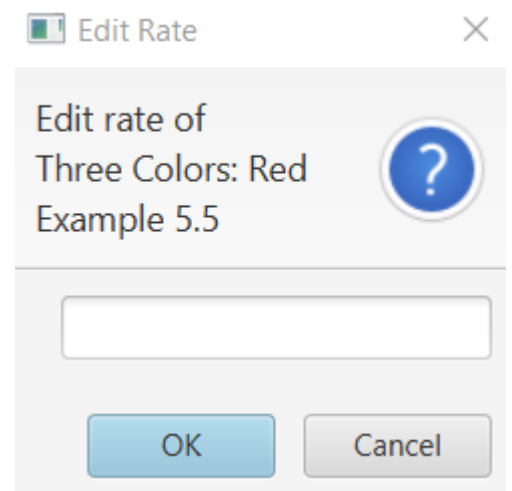 Edit Rate
Edit rate of
Three Colors: Red
Example 5.5
?
OK
Cancel